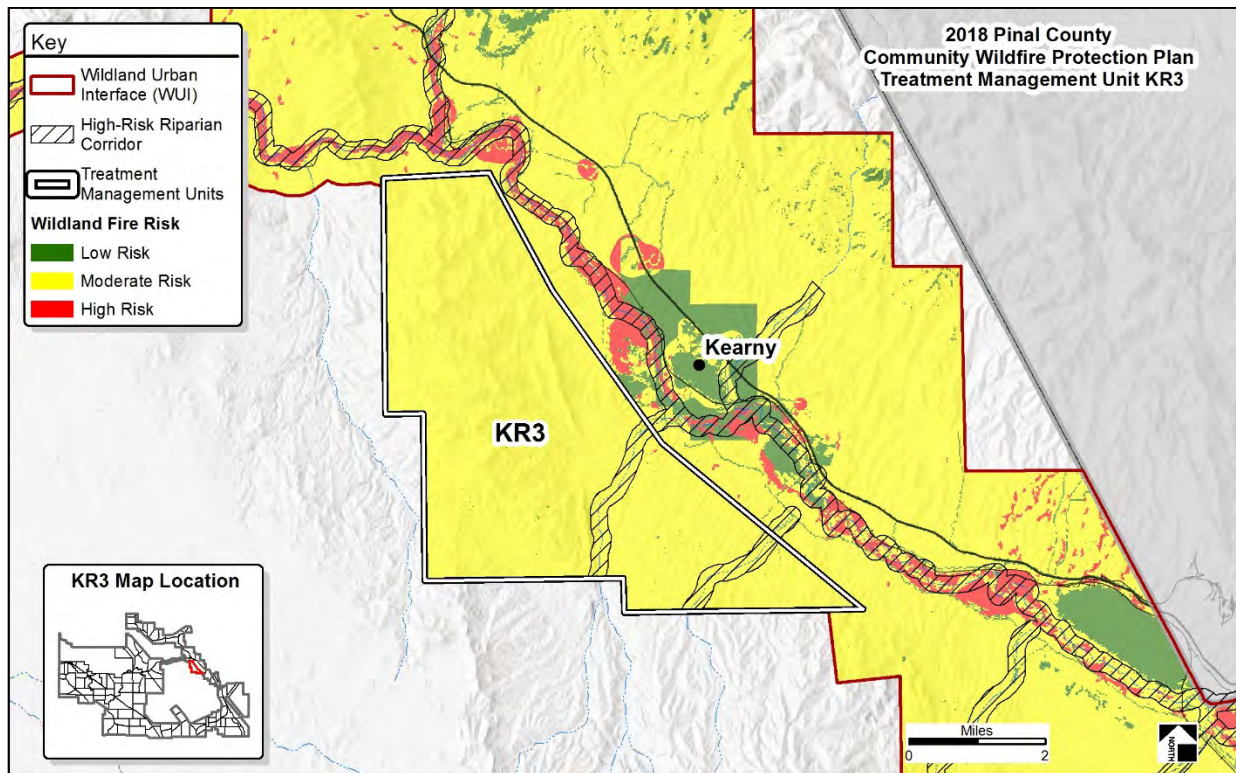 Key
Wildland Urban
Interface (WUI)
High-Risk Riparian
Corridor
Treatment
Management Units
Wildland Fire Risk
Low Risk
Moderate Risk
High Risk
2018 Pinal County
Community Wildfire Protection Plan
Treatment Management Unit KR3
Kearny
KR3
KR3 Map Location
Miles
0 2
NORTH